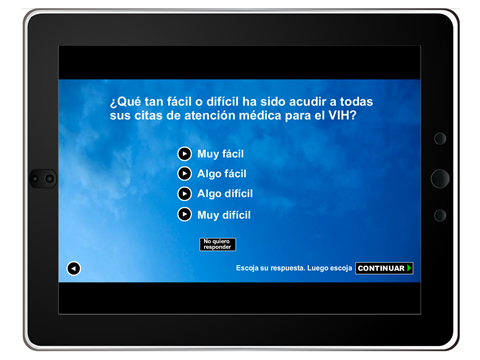 ¿Qué tan fácil o difícil ha sido acudir a todas
sus citas de atención médica para el VIH?
Muy fácil
Algo fácil
Algo difícil
Muy difícil
No quiero
responder
Escoja su respuesta. Luego escoja CONTINUAR